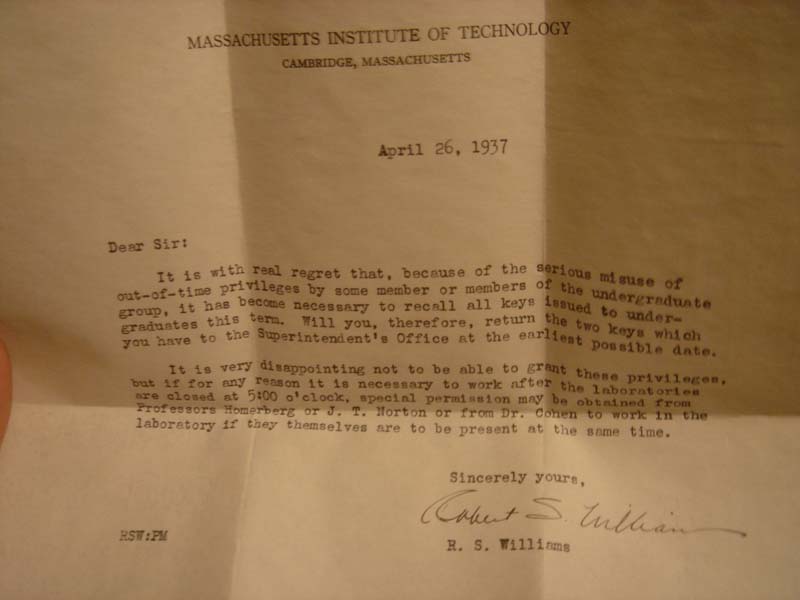 MASSACHUSETTS INSTITUTE OF TECHNOLOGY
CAMBRIDGE, MASSACHUSETTS
April 26, 1937
Dear Sir:
It is with real regret that, because of the serious misuse of
out-of-time privileges by some member or members of the undergraduate
group, it has become necessary to recall all keys issued to under-
graduates this term. Will you, therefore, return the two keys which
you have to the Superintendent's Office at the earliest possible date.
It is very disappointing not to be able to grant these privileges,
but if for any reason it is necessary to work after the laboratories
are closed at 5:00 o'clock, special permission may be obtained from
Professors Homerberg or J. T. Norton or from Dr. Cohen to work in the
laboratory if they themselves are to be present at the same time.
Sincerely yours,
Robert S. Williams
RSW:PM
R. S. Williams